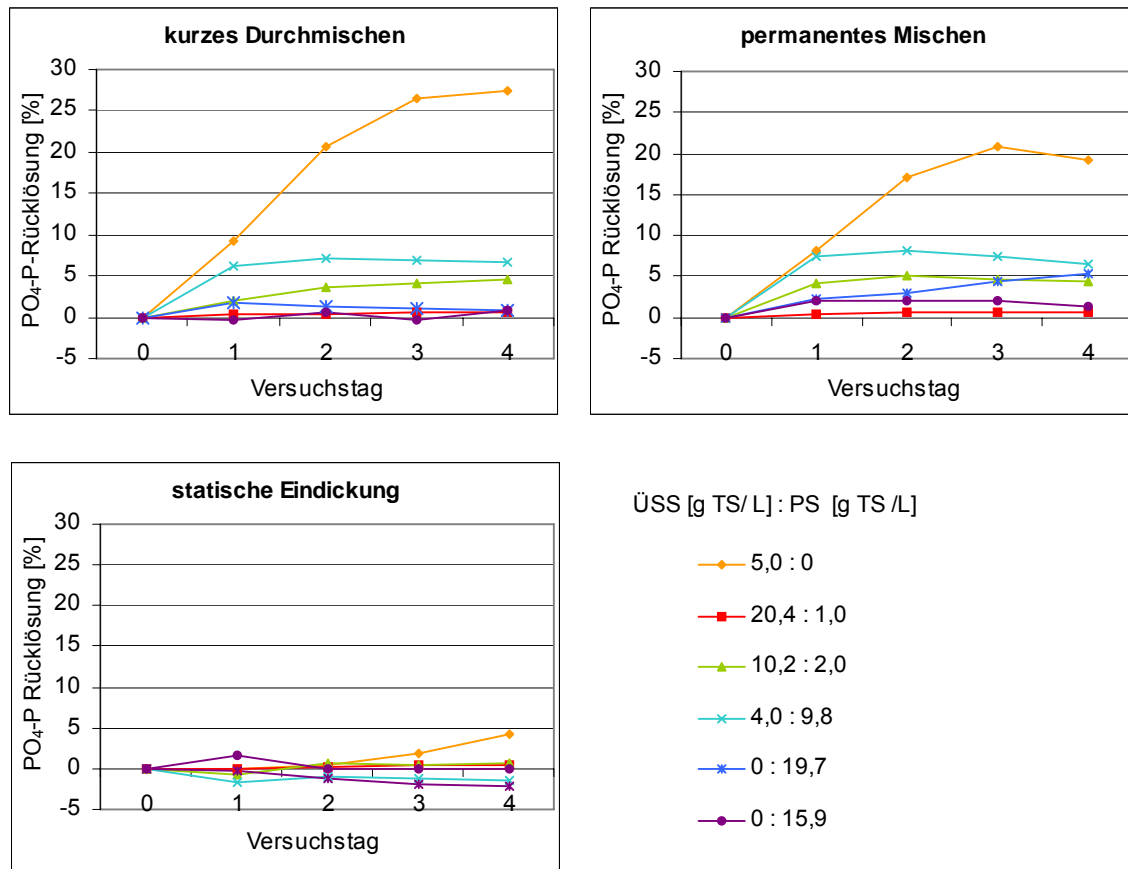 kurzes Durchmischen
PO₄-P-Rücklösung [%]
30
25
20
15
10
5
0
-5
0 1 2 3 4
Versuchstag
permanentes Mischen
PO₄-P Rücklösung [%]
30
25
20
15
10
5
0
-5
0 1 2 3 4
Versuchstag
statische Eindickung
PO₄-P Rücklösung [%]
30
25
20
15
10
5
0
-5
0 1 2 3 4
Versuchstag
ÜSS [g TS/ L] : PS [g TS /L]
5,0 : 0
20,4 : 1,0
10,2 : 2,0
4,0 : 9,8
0 : 19,7
0 : 15,9